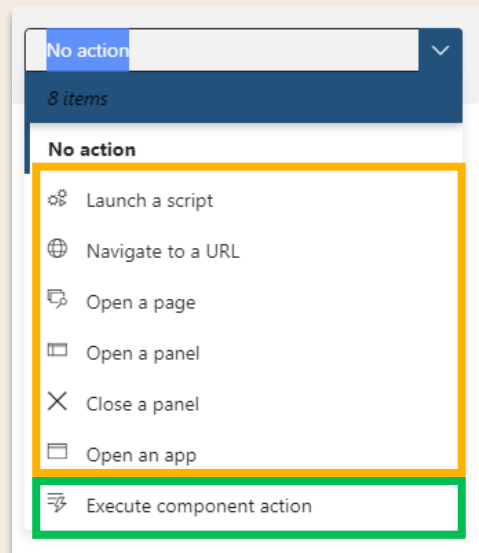 No action
8 items
No action
Launch a script
Navigate to a URL
Open a page
Open a panel
Close a panel
Open an app
Execute component action